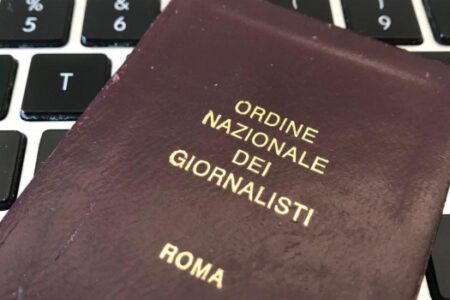 %
5
&
6
(
9
T
ORDINE
NAZIONALE
DEI
GIORNALISTI
ROMA